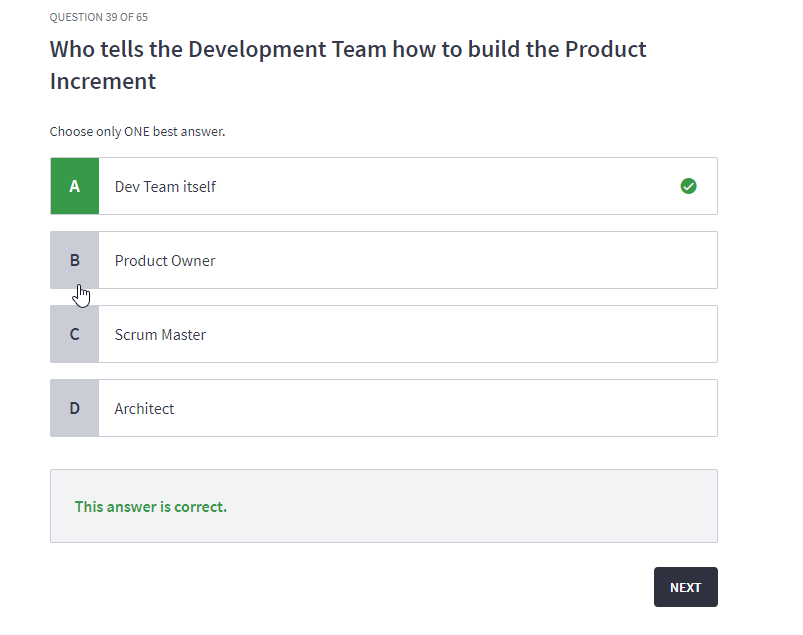 QUESTION 39 OF 65
Who tells the Development Team how to build the Product
Increment
Choose only ONE best answer.
A Dev Team itself
B Product Owner
C Scrum Master
D Architect
This answer is correct.
NEXT